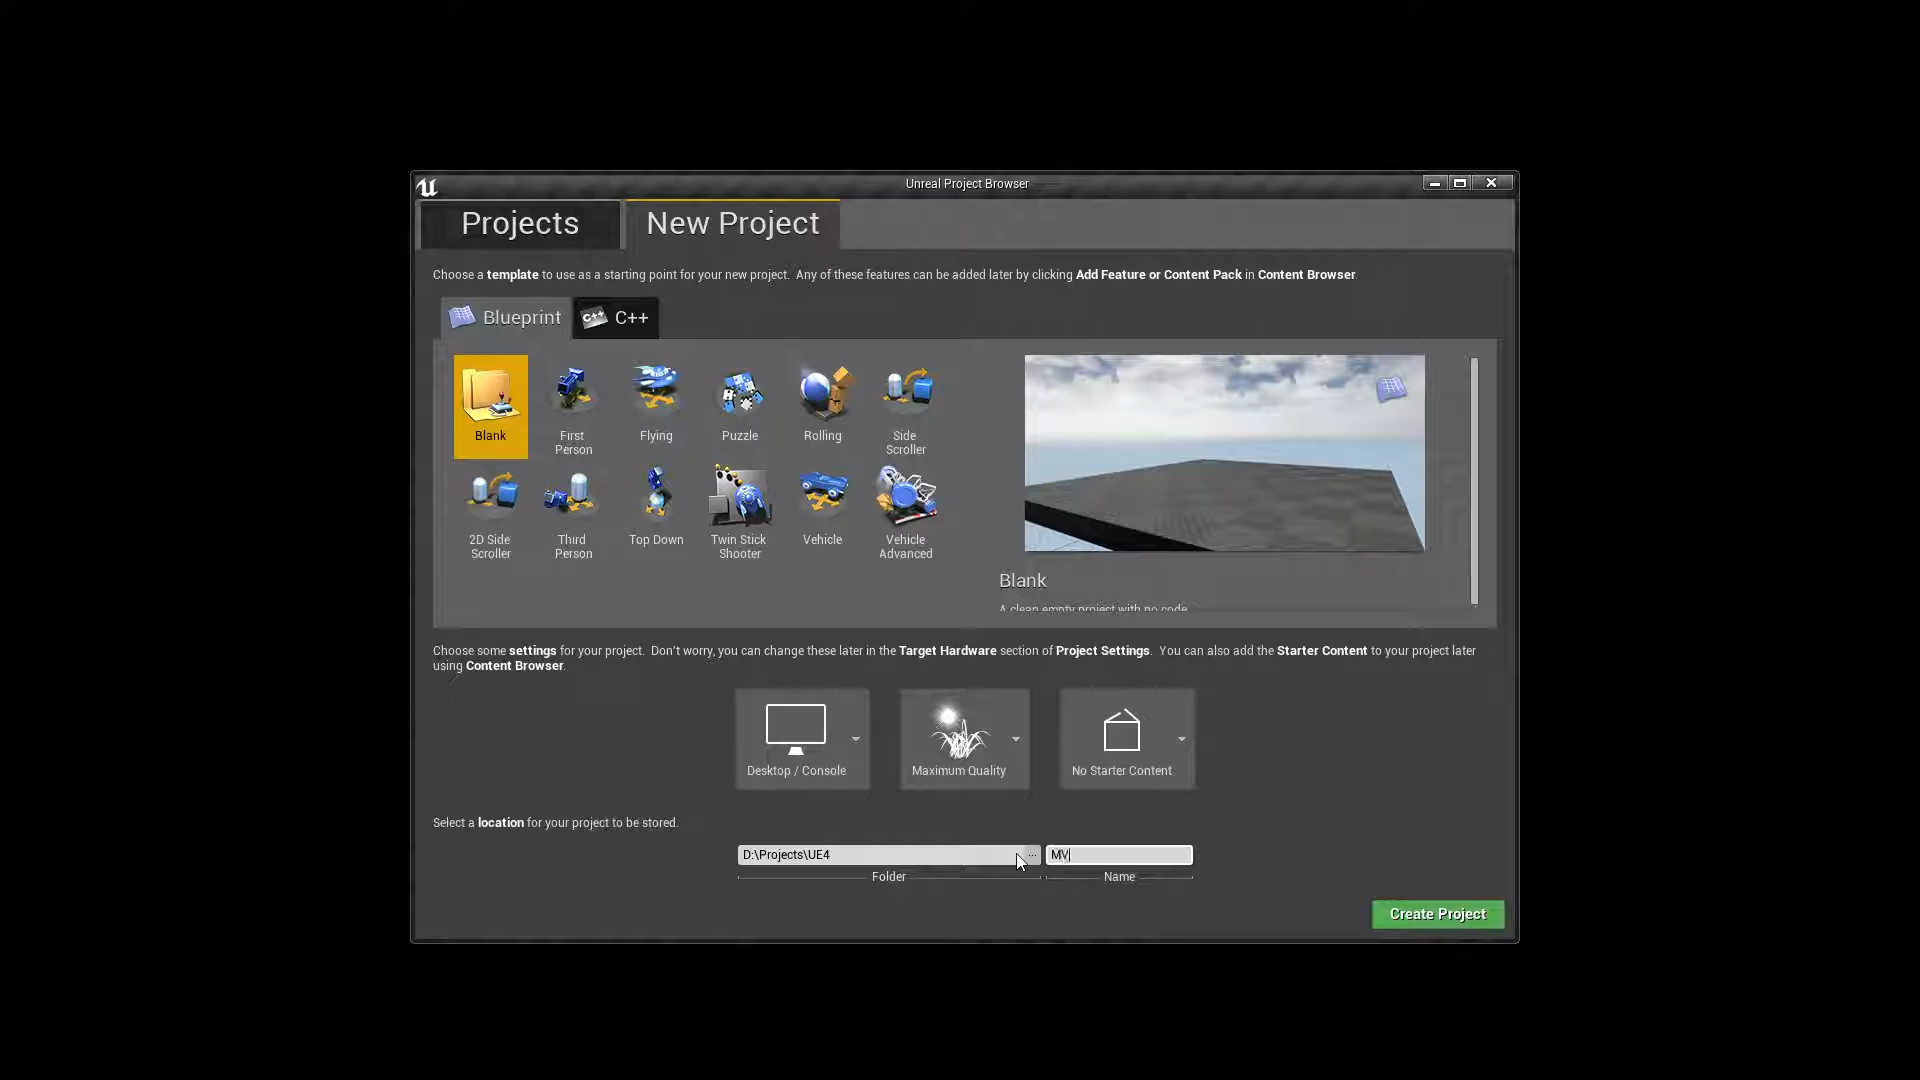 Unreal Project Browser
Projects
New Project
Choose a template to use as a starting point for your new project. Any of these features can be added later by clicking Add Feature or Content Pack in Content Browser.
Blueprint
C++
C++
Blank
First
Person
Flying
Puzzle
Rolling
Side
Scroller
2D Side
Scroller
Third
Person
Top Down
Twin Stick
Shooter
Vehicle
Vehicle
Advanced
Blank
A clean empty project with no code.
Choose some settings for your project. Don't worry, you can change these later in the Target Hardware section of Project Settings. You can also add the Starter Content to your project later
using Content Browser.
Desktop / Console
Maximum Quality
No Starter Content
Select a location for your project to be stored.
D:\Projects\UE4
...
MV
Folder
Name
Create Project